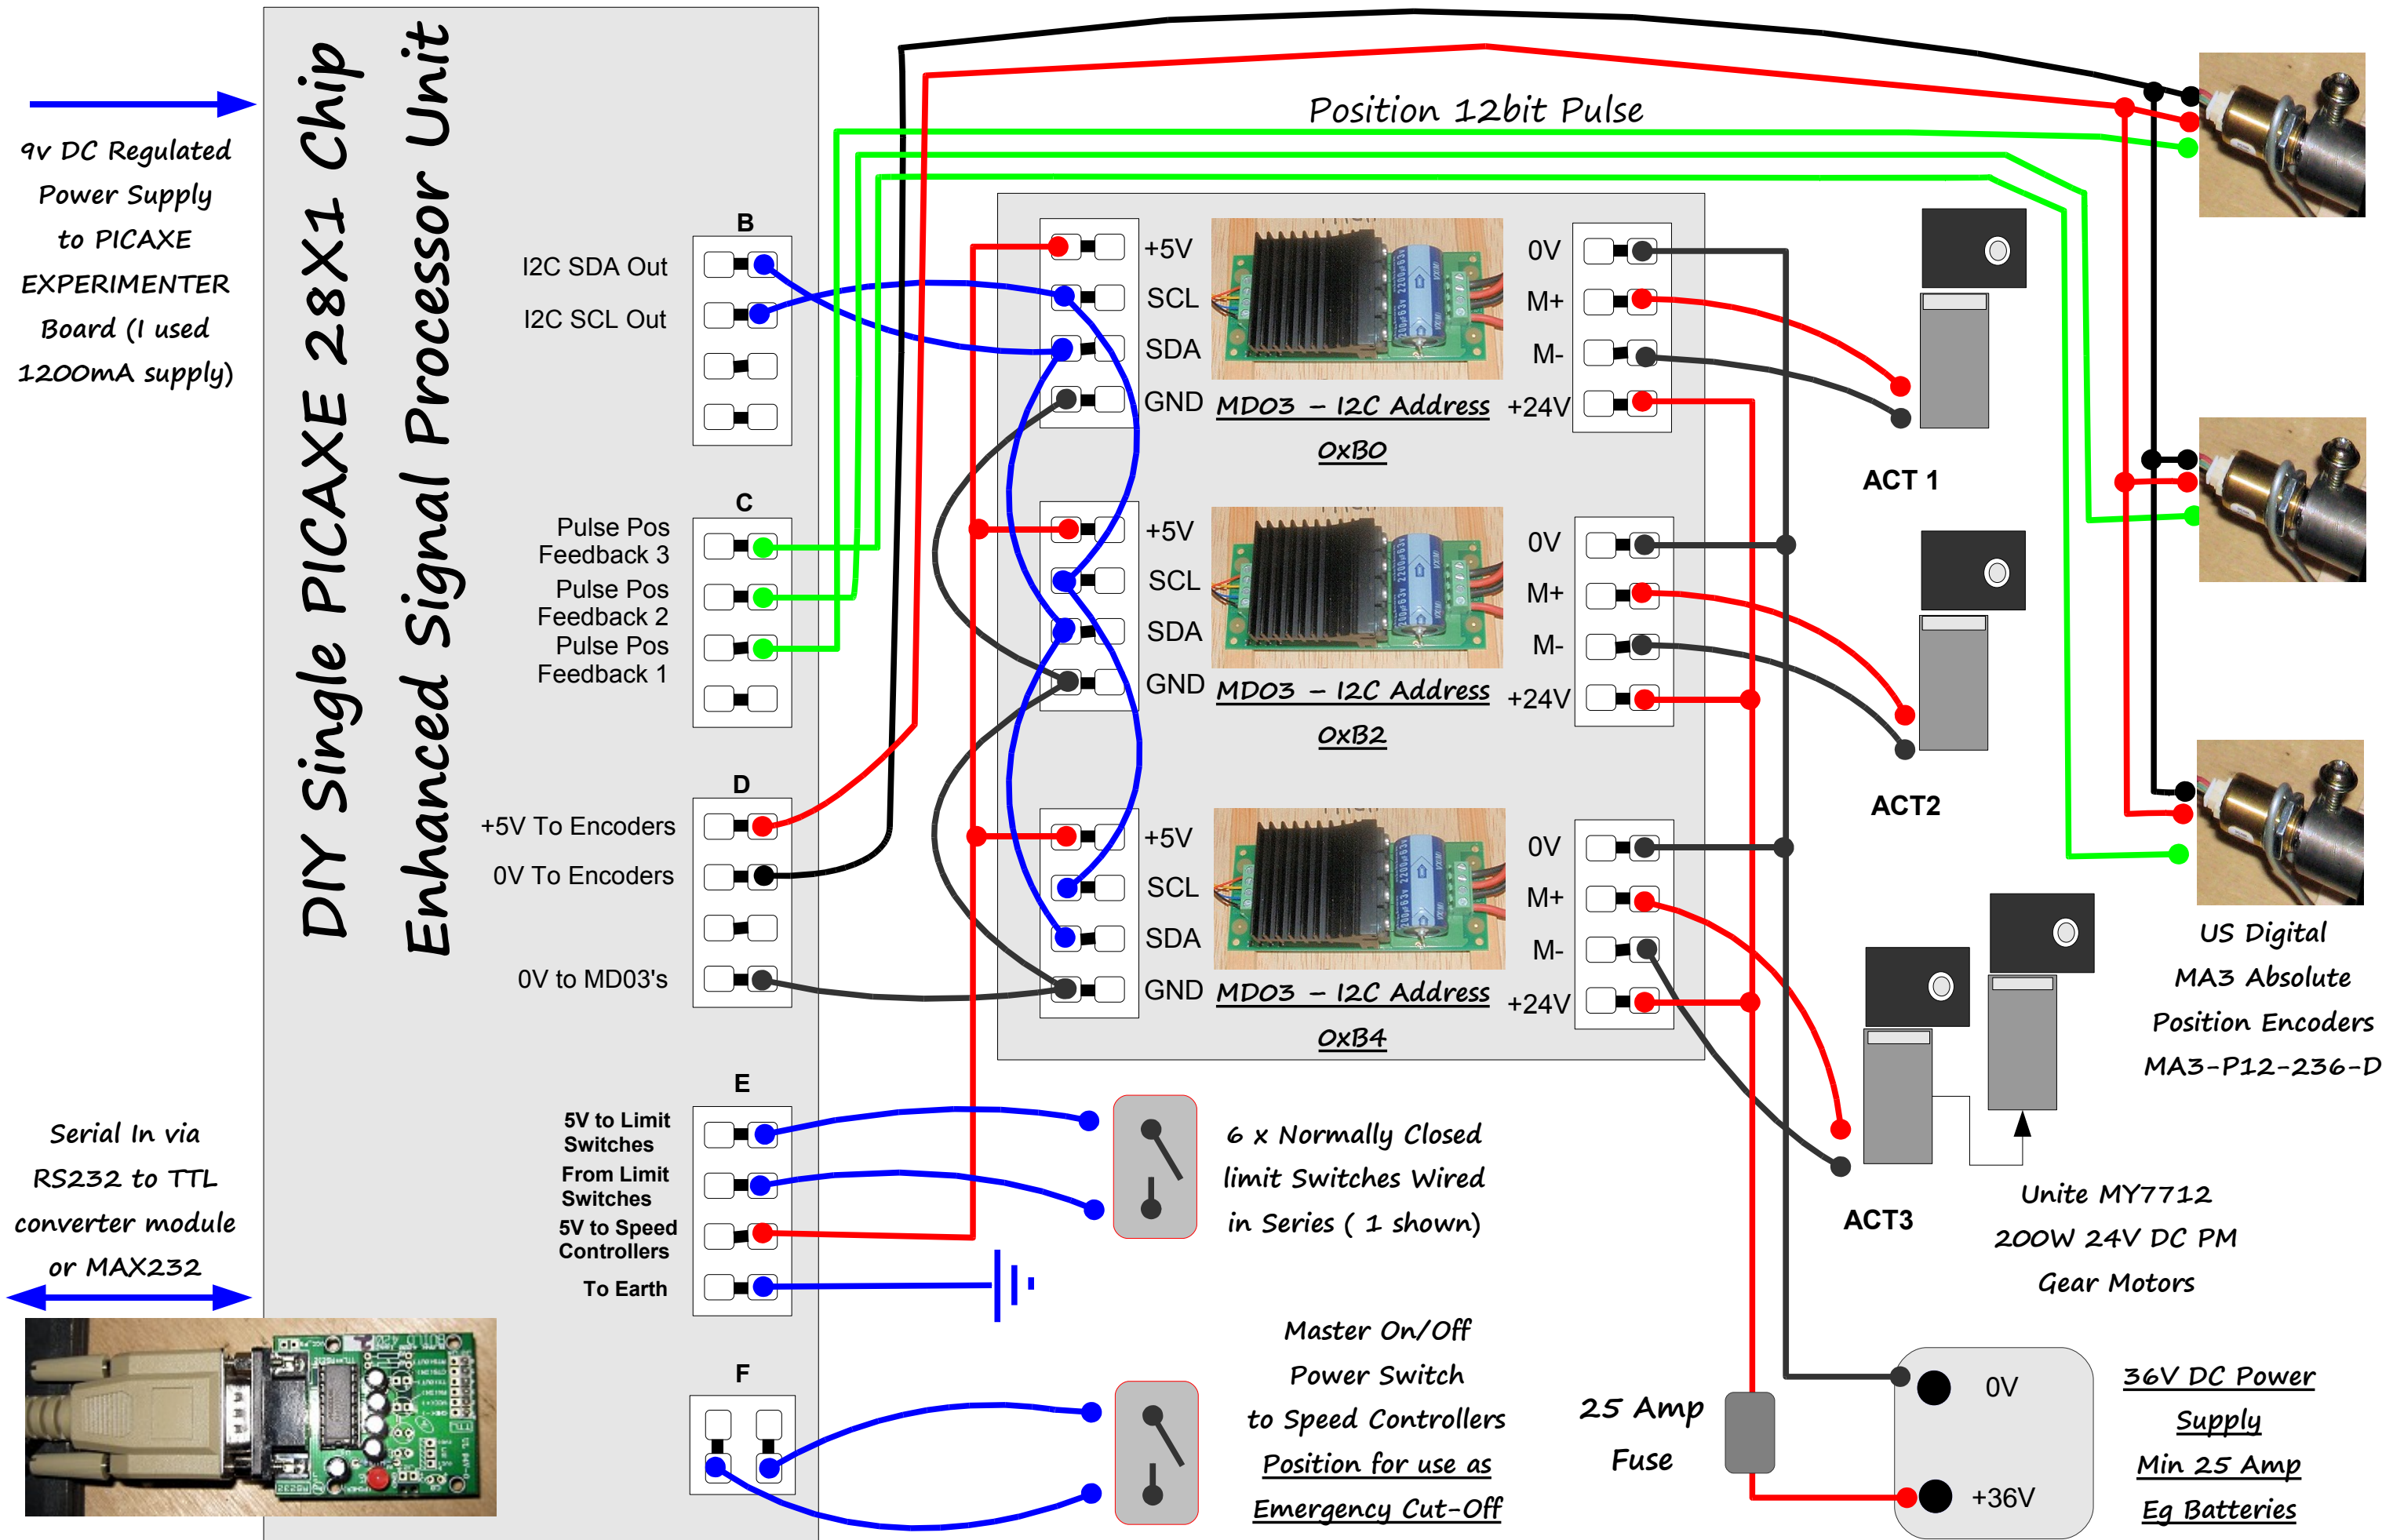 DIY Single PICAXE 28X1 Chip
Enhanced Signal Processor Unit
9v DC Regulated
Power Supply
to PICAXE
EXPERIMENTER
Board (I used
1200mA supply)
Serial In via
RS232 to TTL
converter module
or MAX232
B
I2C SDA Out
I2C SCL Out
C
Pulse Pos
Feedback 3
Pulse Pos
Feedback 2
Pulse Pos
Feedback 1
D
+5V To Encoders
0V To Encoders
0V to MD03's
E
5V to Limit
Switches
From Limit
Switches
5V to Speed
Controllers
To Earth
F
Position 12bit Pulse
+5V
SCL
SDA
GND
MD03 – I2C Address
0xB0
0V
M+
M-
+24V
+5V
SCL
SDA
GND
MD03 – I2C Address
0xB2
0V
M+
M-
+24V
+5V
SCL
SDA
GND
MD03 – I2C Address
0xB4
0V
M+
M-
+24V
ACT 1
ACT2
ACT3
US Digital
MA3 Absolute
Position Encoders
MA3-P12-236-D
Unite MY7712
200W 24V DC PM
Gear Motors
6 x Normally Closed
limit Switches Wired
in Series ( 1 shown)
Master On/Off
Power Switch
to Speed Controllers
Position for use as
Emergency Cut-Off
25 Amp
Fuse
0V
+36V
36V DC Power
Supply
Min 25 Amp
Eg Batteries